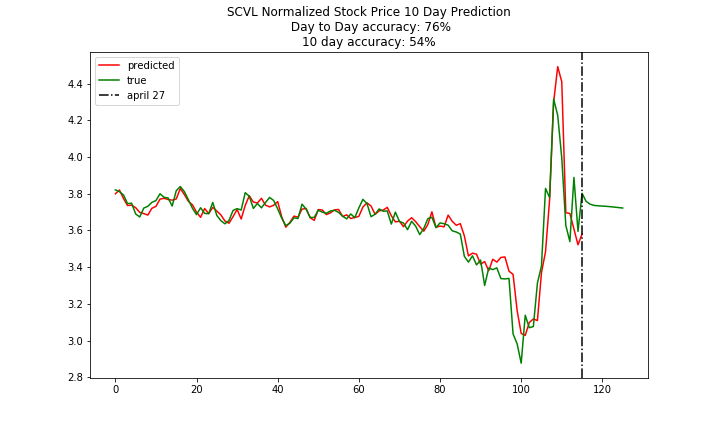 SCVL Normalized Stock Price 10 Day Prediction
Day to Day accuracy: 76%
10 day accuracy: 54%
predicted
true
april 27
4.4
4.2
4.0
3.8
3.6
3.4
3.2
3.0
2.8
0 20 40 60 80 100 120